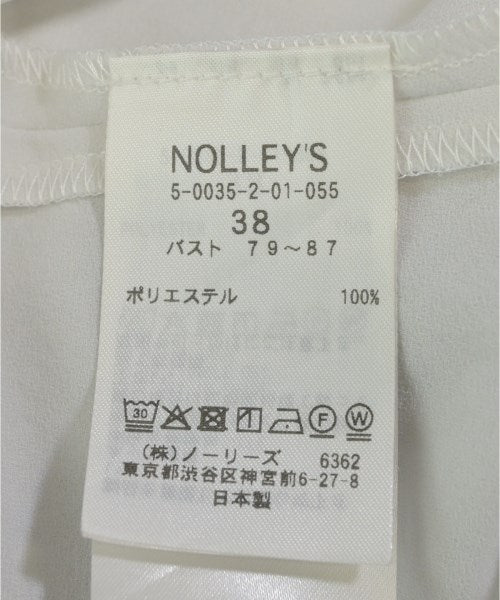 NOLLEY'S
5-0035-2-01-055
38
バスト 79～87
ポリエステル 100%
30 F W
(株)ノーリーズ 6362
東京都渋谷区神宮前6-27-8
日本製